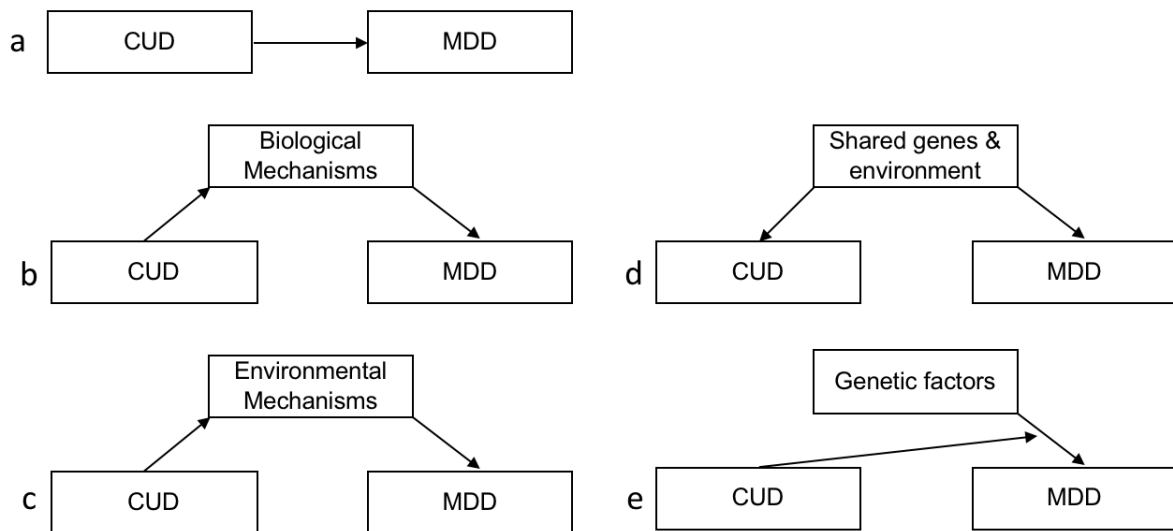 a
CUD
MDD
Biological
Mechanisms
b
CUD
MDD
Environmental
Mechanisms
c
CUD
MDD
Shared genes &
environment
d
CUD
MDD
Genetic factors
e
CUD
MDD